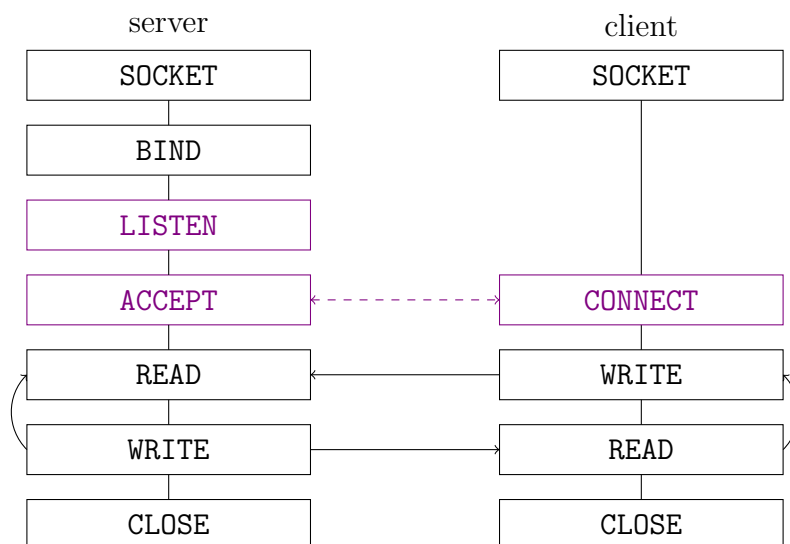 server
client
SOCKET
SOCKET
BIND
LISTEN
ACCEPT
CONNECT
READ
WRITE
WRITE
READ
CLOSE
CLOSE